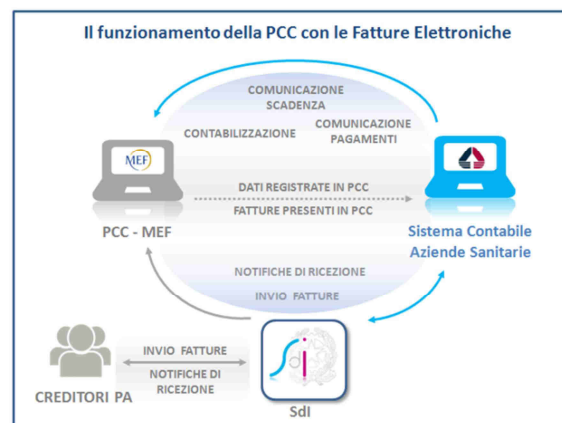 Il funzionamento della PCC con le Fatture Elettroniche
COMUNICAZIONE
SCADENZA
CONTABILIZZAZIONE
COMUNICAZIONE
PAGAMENTI
MEF
DATI REGISTRATE IN PCC
FATTURE PRESENTI IN PCC
PCC - MEF
Sistema Contabile
Aziende Sanitarie
NOTIFICHE DI RICEZIONE
INVIO FATTURE
INVIO FATTURE
NOTIFICHE DI
RICEZIONE
CREDITORI PA
SdI